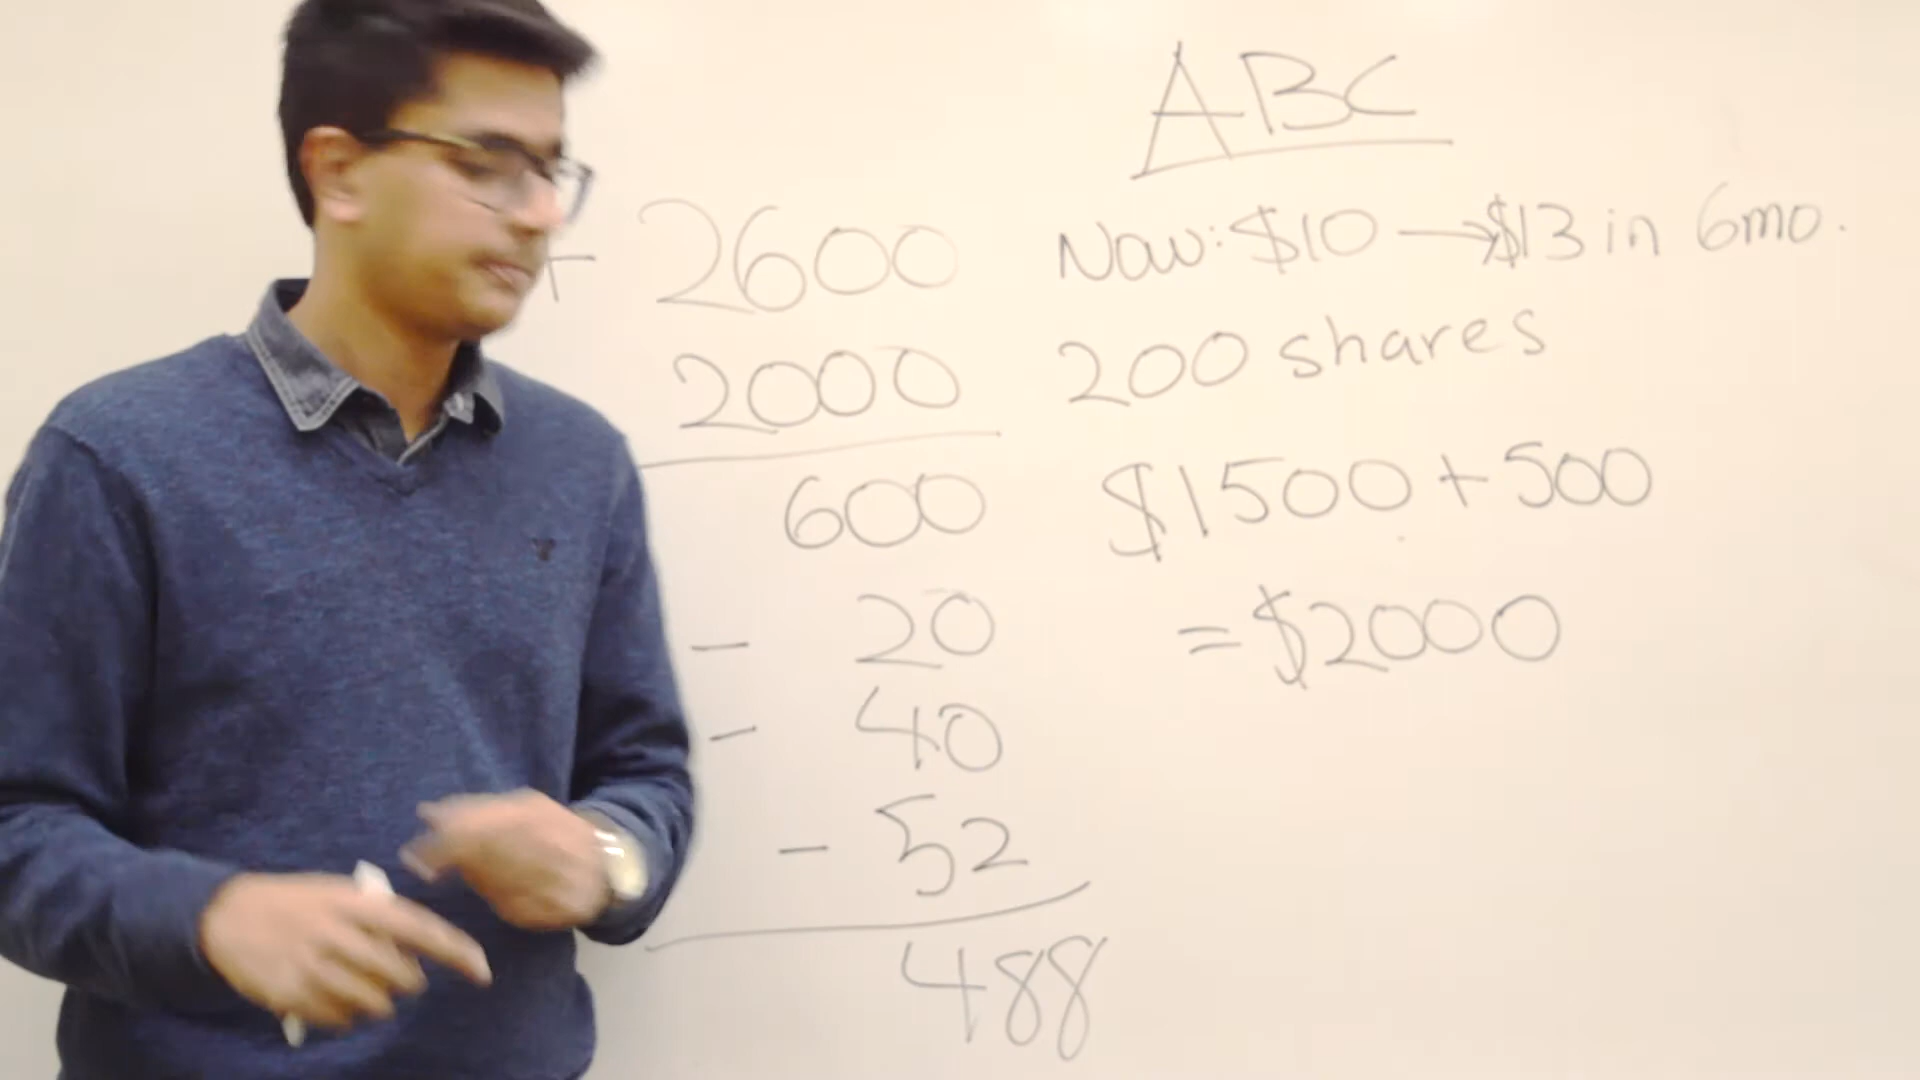 + 2600
2000
600
- 20
- 40
- 52
488
ABC
Now: $10 → $13 in 6mo.
200 shares
$1500 + 500
= $2000